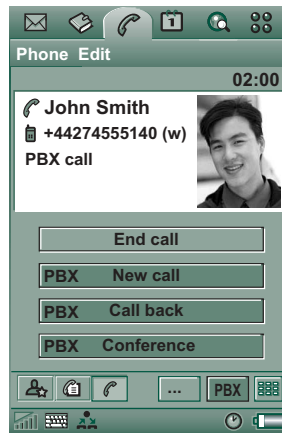 1
Phone Edit
02:00
John Smith
+44274555140 (w)
PBX call
End call
PBX New call
PBX Call back
PBX Conference
... PBX